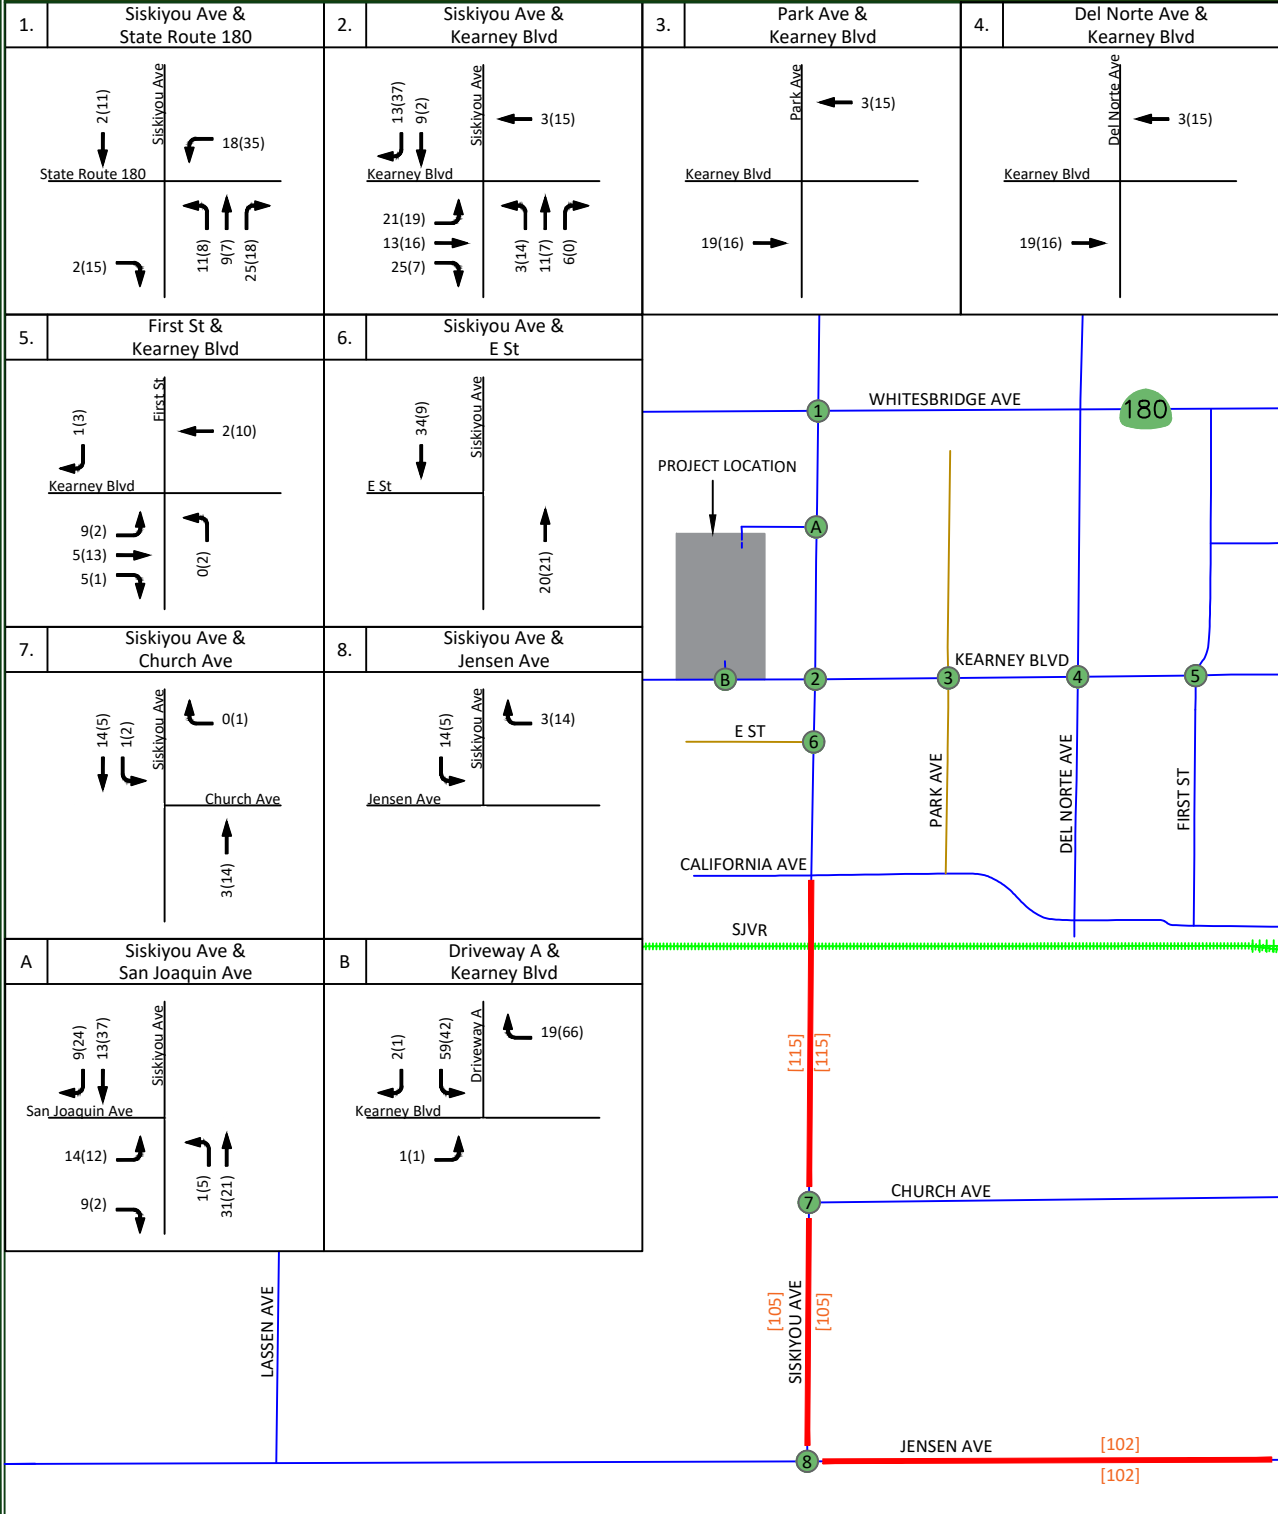 1.
Siskiyou Ave &
State Route 180
2(11)
Siskiyou Ave
18(35)
State Route 180
2(15)
11(8)
9(7)
25(18)
2.
Siskiyou Ave &
Kearney Blvd
13(37)
9(2)
Siskiyou Ave
3(15)
Kearney Blvd
21(19)
13(16)
25(7)
3(14)
11(7)
6(0)
3.
Park Ave &
Kearney Blvd
Park Ave
3(15)
Kearney Blvd
19(16)
4.
Del Norte Ave &
Kearney Blvd
Del Norte Ave
3(15)
Kearney Blvd
19(16)
5.
First St &
Kearney Blvd
1(3)
First St
2(10)
Kearney Blvd
9(2)
5(13)
5(1)
0(2)
6.
Siskiyou Ave &
E St
34(9)
Siskiyou Ave
E St
20(21)
7.
Siskiyou Ave &
Church Ave
14(5)
1(2)
Siskiyou Ave
0(1)
Church Ave
3(14)
8.
Siskiyou Ave &
Jensen Ave
14(5)
Siskiyou Ave
3(14)
Jensen Ave
A
Siskiyou Ave &
San Joaquin Ave
9(24)
13(37)
Siskiyou Ave
San Joaquin Ave
14(12)
9(2)
1(5)
31(21)
B
Driveway A &
Kearney Blvd
2(1)
59(42)
Driveway A
19(66)
Kearney Blvd
1(1)
1
WHITESBRIDGE AVE
180
PROJECT LOCATION
A
KEARNEY BLVD
B
2
3
4
5
E ST
6
PARK AVE
DEL NORTE AVE
FIRST ST
CALIFORNIA AVE
SJVR
[115]
[115]
7
CHURCH AVE
LASSEN AVE
[105]
SISKIYOU AVE
[105]
8
JENSEN AVE
[102]
[102]